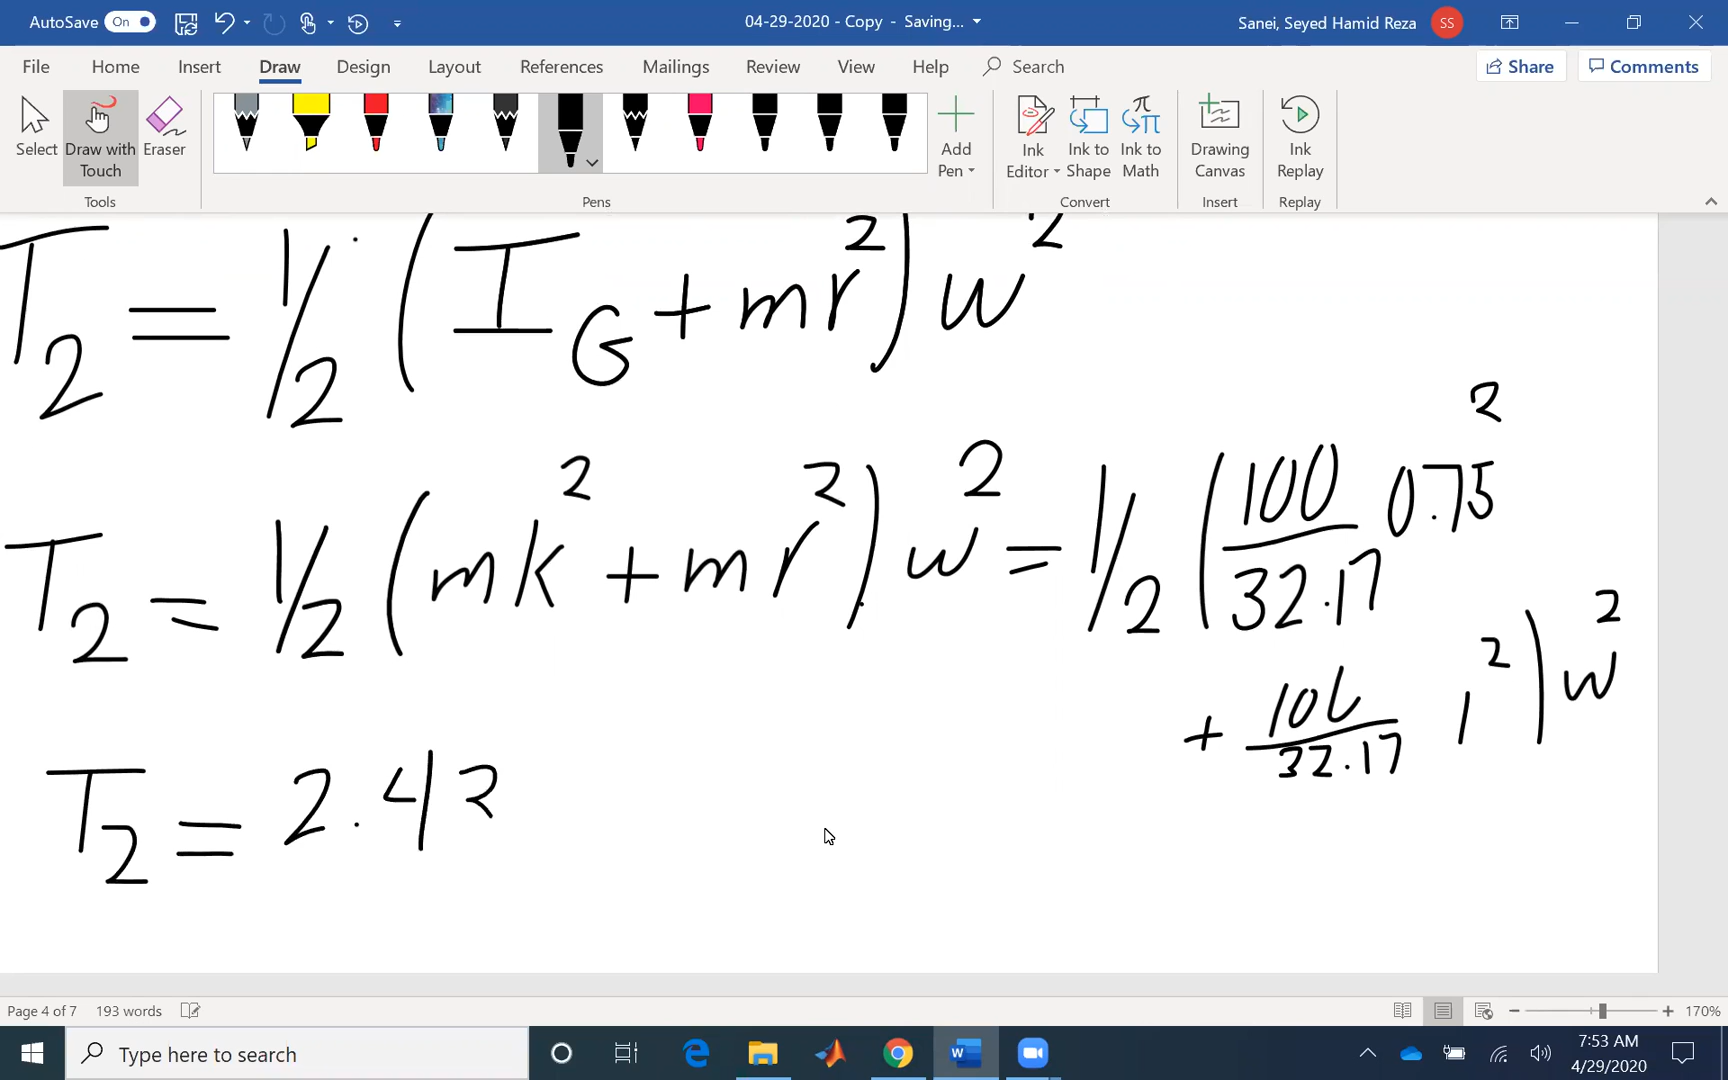 AutoSave On 04-29-2020 - Copy - Saving... Sanei, Seyed Hamid Reza SS
File Home Insert Draw Design Layout References Mailings Review View Help Search Share Comments
Select Draw with Touch Eraser Add Pen Ink Editor Ink to Shape Ink to Math Drawing Canvas Ink Replay
Tools Pens Convert Insert Replay
T₂ = 1/2 (I_G + mr²) w²
T₂ = 1/2 (mk² + mr²) w² = 1/2 (100/32.17 0.75²
+ 100/32.17 1²) w²
T₂ = 2.42
Page 4 of 7 193 words 170%
Type here to search 7:53 AM
4/29/2020